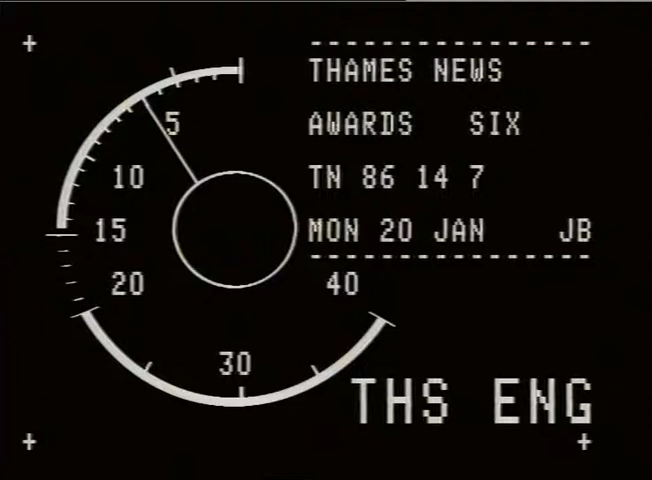 THAMES NEWS
AWARDS SIX
TN 86 14 7
MON 20 JAN JB
5
10
15
20
30
40
THS ENG